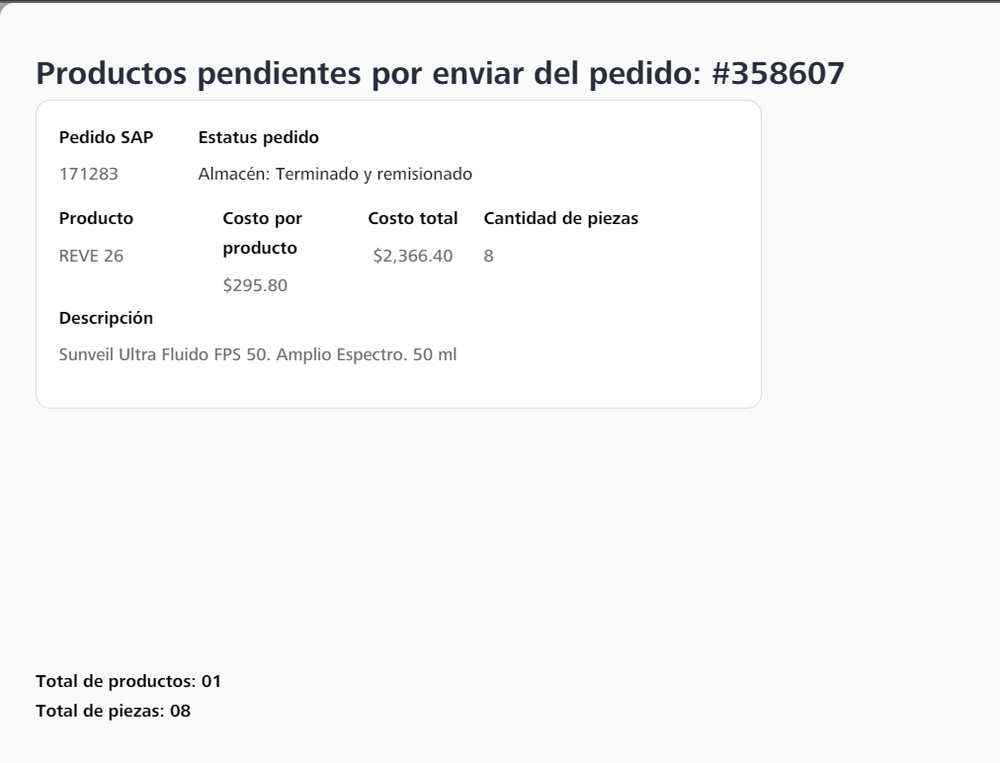 Productos pendientes por enviar del pedido: #358607
Pedido SAP Estatus pedido
171283 Almacén: Terminado y remisionado
Producto Costo por producto Costo total Cantidad de piezas
REVE 26 $295.80 $2,366.40 8
Descripción
Sunveil Ultra Fluido FPS 50. Amplio Espectro. 50 ml
Total de productos: 01
Total de piezas: 08